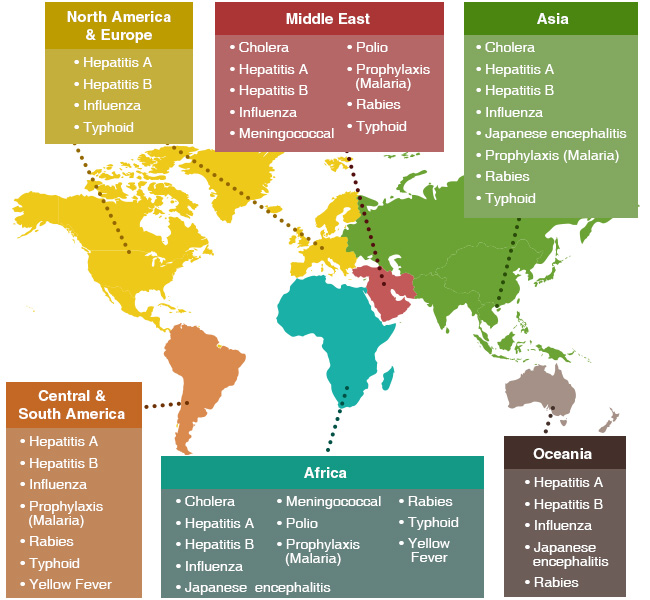 North America
& Europe
• Hepatitis A
• Hepatitis B
• Influenza
• Typhoid
Middle East
• Cholera
• Hepatitis A
• Hepatitis B
• Influenza
• Meningococcal
• Polio
• Prophylaxis
(Malaria)
• Rabies
• Typhoid
Asia
• Cholera
• Hepatitis A
• Hepatitis B
• Influenza
• Japanese encephalitis
• Prophylaxis (Malaria)
• Rabies
• Typhoid
Central &
South America
• Hepatitis A
• Hepatitis B
• Influenza
• Prophylaxis
(Malaria)
• Rabies
• Typhoid
• Yellow Fever
Africa
• Cholera
• Hepatitis A
• Hepatitis B
• Influenza
• Japanese encephalitis
• Meningococcal
• Polio
• Prophylaxis
(Malaria)
• Rabies
• Typhoid
• Yellow
Fever
Oceania
• Hepatitis A
• Hepatitis B
• Influenza
• Japanese
encephalitis
• Rabies